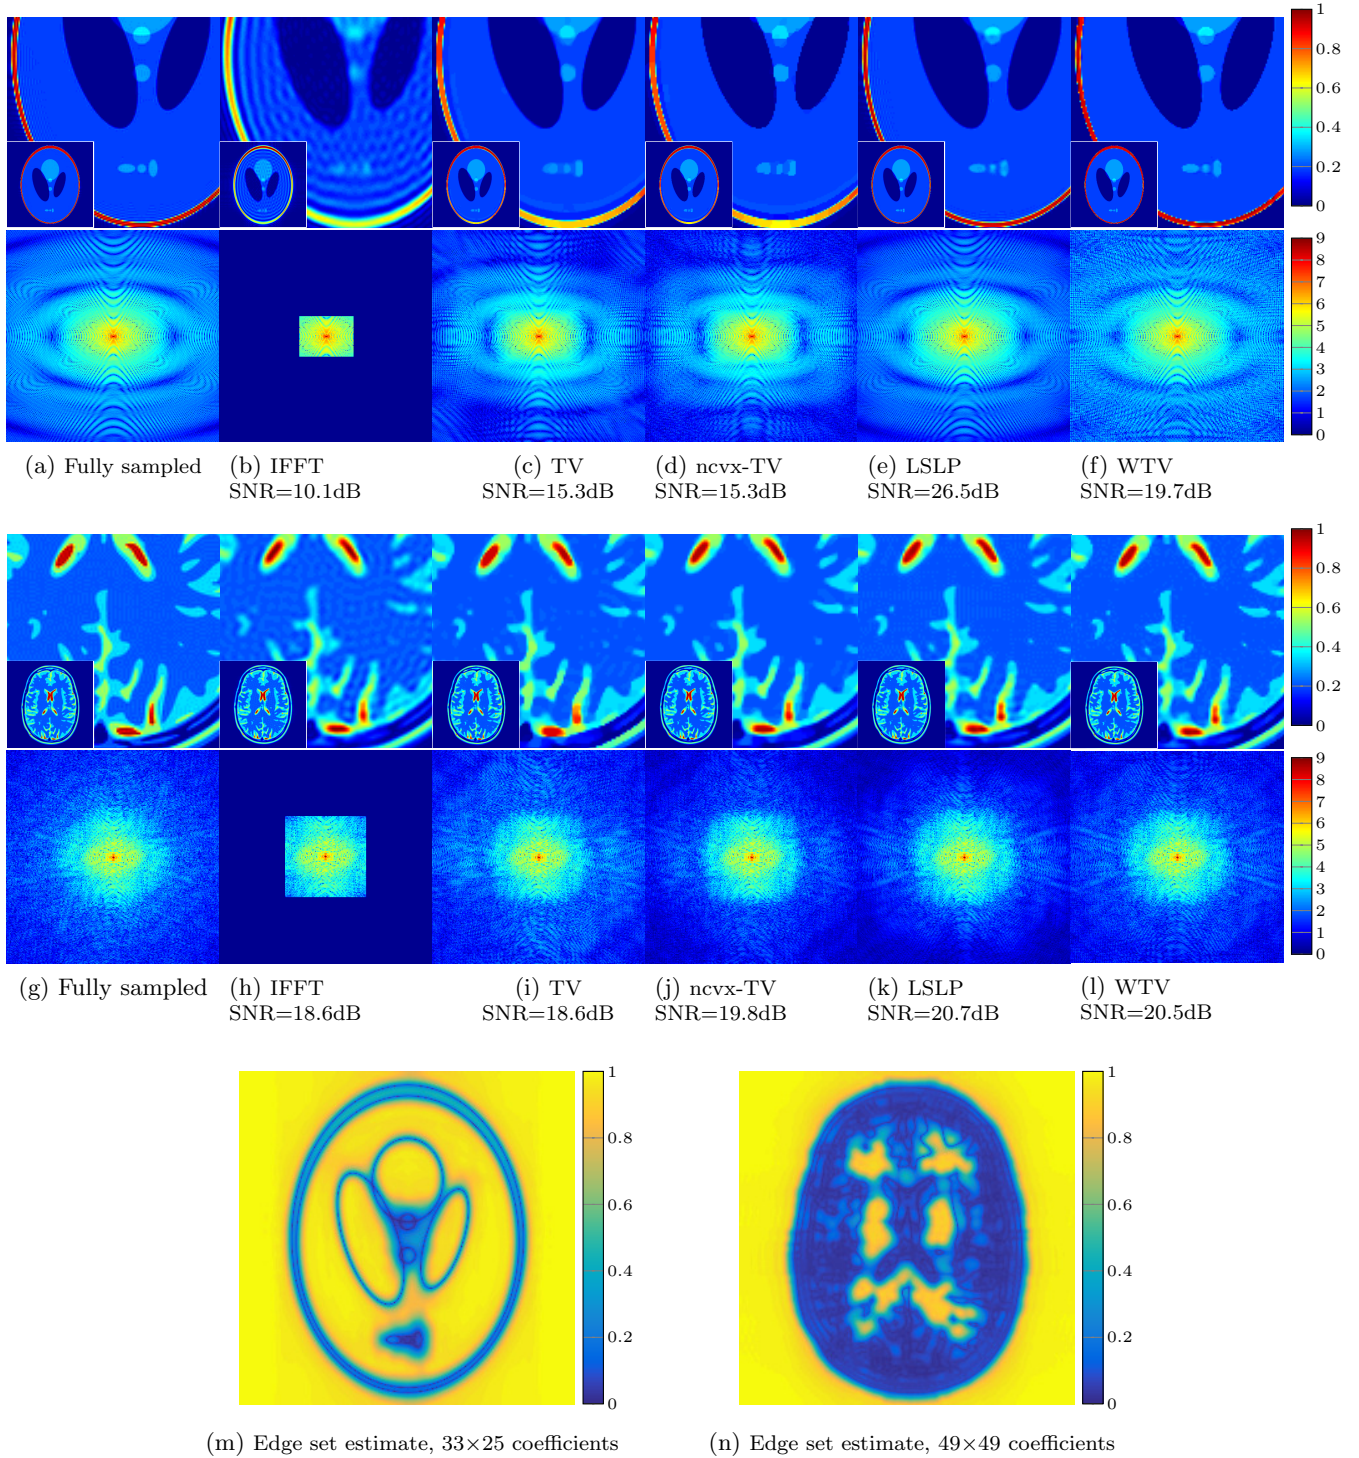 1
0.8
0.6
0.4
0.2
0
9
8
7
6
5
4
3
2
1
0
(a) Fully sampled
(b) IFFT
SNR=10.1dB
(c) TV
SNR=15.3dB
(d) ncvx-TV
SNR=15.3dB
(e) LSLP
SNR=26.5dB
(f) WTV
SNR=19.7dB
1
0.8
0.6
0.4
0.2
0
9
8
7
6
5
4
3
2
1
0
(g) Fully sampled
(h) IFFT
SNR=18.6dB
(i) TV
SNR=18.6dB
(j) ncvx-TV
SNR=19.8dB
(k) LSLP
SNR=20.7dB
(l) WTV
SNR=20.5dB
1
0.8
0.6
0.4
0.2
0
1
0.8
0.6
0.4
0.2
0
(m) Edge set estimate, 33×25 coefficients
(n) Edge set estimate, 49×49 coefficients